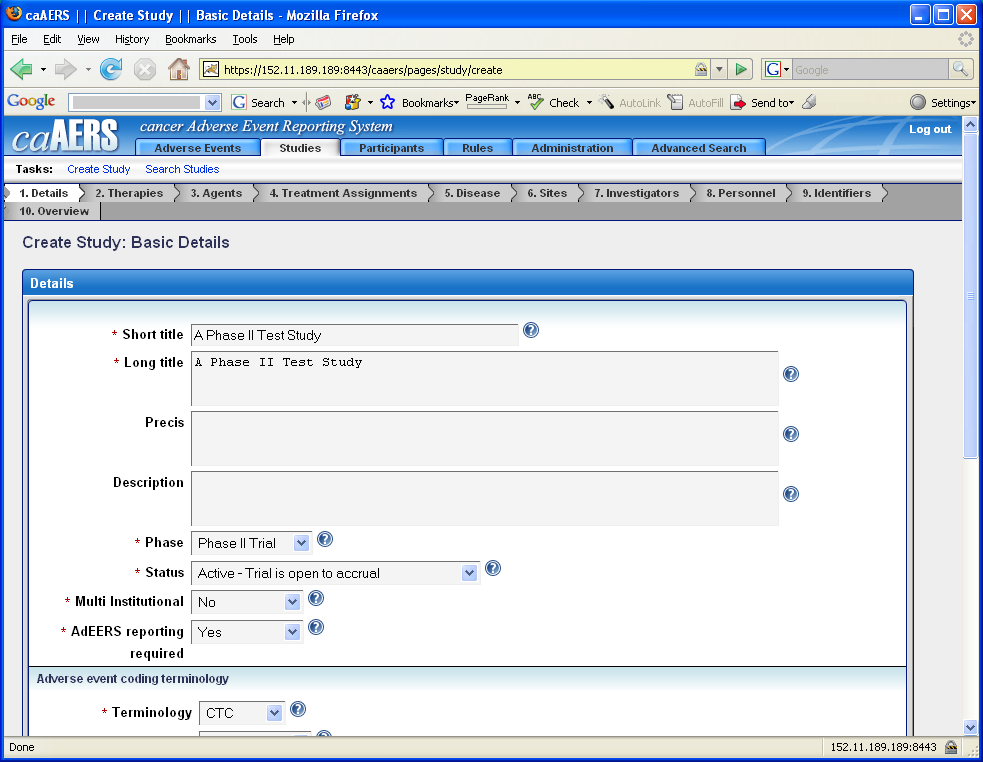 caAERS | | Create Study | | Basic Details - Mozilla Firefox
File Edit View History Bookmarks Tools Help
https://152.11.189.189:8443/caaers/pages/study/create
G Google
Google G Search Bookmarks PageRank ABC Check AutoLink AutoFill Send to Settings
caAERS cancer Adverse Event Reporting System Log out
Adverse Events Studies Participants Rules Administration Advanced Search
Tasks: Create Study Search Studies
1. Details 2. Therapies 3. Agents 4. Treatment Assignments 5. Disease 6. Sites 7. Investigators 8. Personnel 9. Identifiers
10. Overview
Create Study: Basic Details
Details
* Short title A Phase II Test Study ?
* Long title A Phase II Test Study ?
Precis ?
Description ?
* Phase Phase II Trial ?
* Status Active - Trial is open to accrual ?
* Multi Institutional No ?
* AdEERS reporting required Yes ?
Adverse event coding terminology
* Terminology CTC ?
Done 152.11.189.189:8443